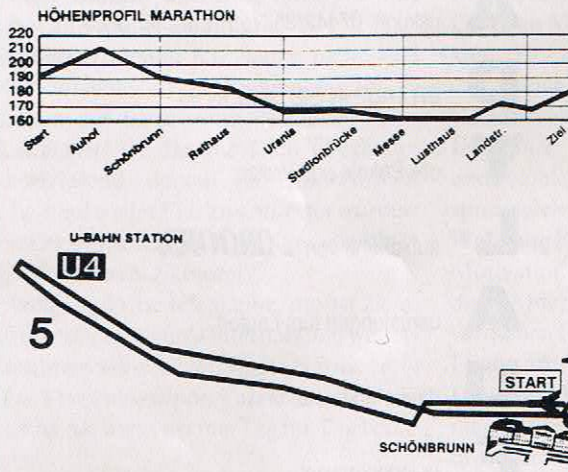 HÖHENPROFIL MARATHON
220
210
200
190
180
170
160
Start
Auhof
Schönbrunn
Rathaus
Urania
Stadionbrücke
Messe
Lusthaus
Landstr.
Ziel
U-BAHN STATION
U4
5
START
SCHÖNBRUNN